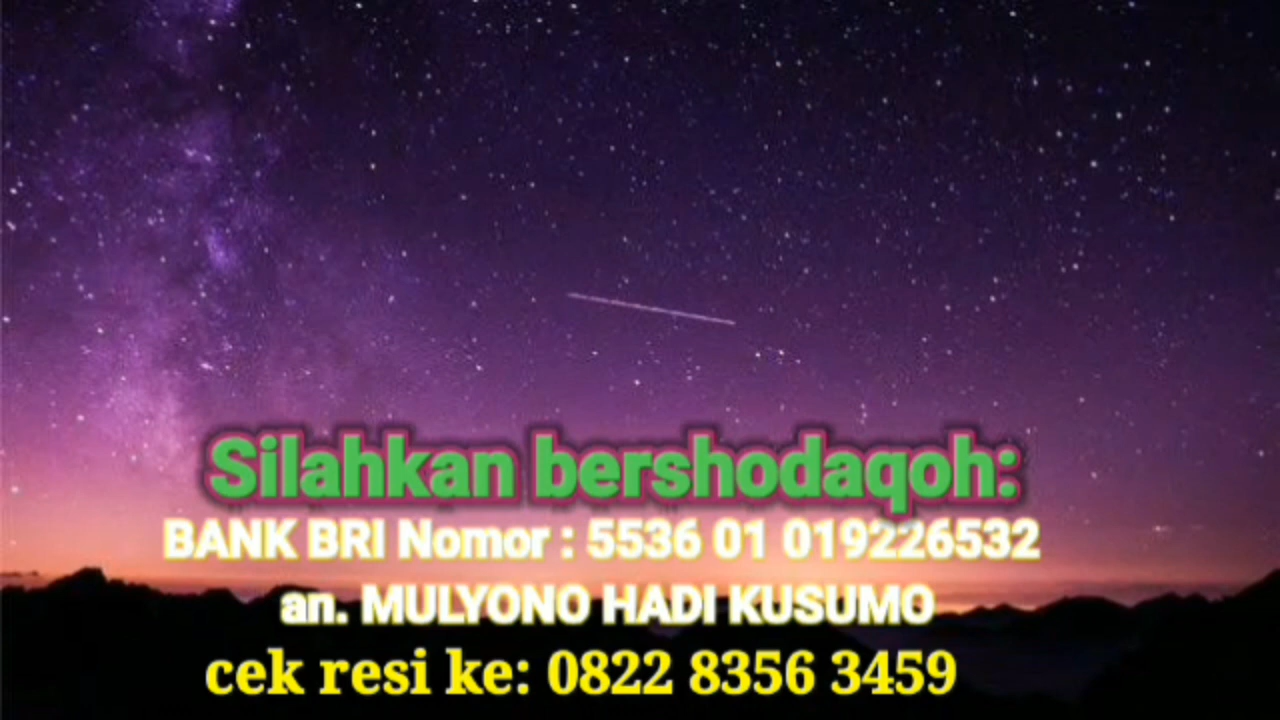 Silahkan bershodaqoh:
BANK BRI Nomor : 5536 01 019226532
an. MULYONO HADI KUSUMO
cek resi ke: 0822 8356 3459